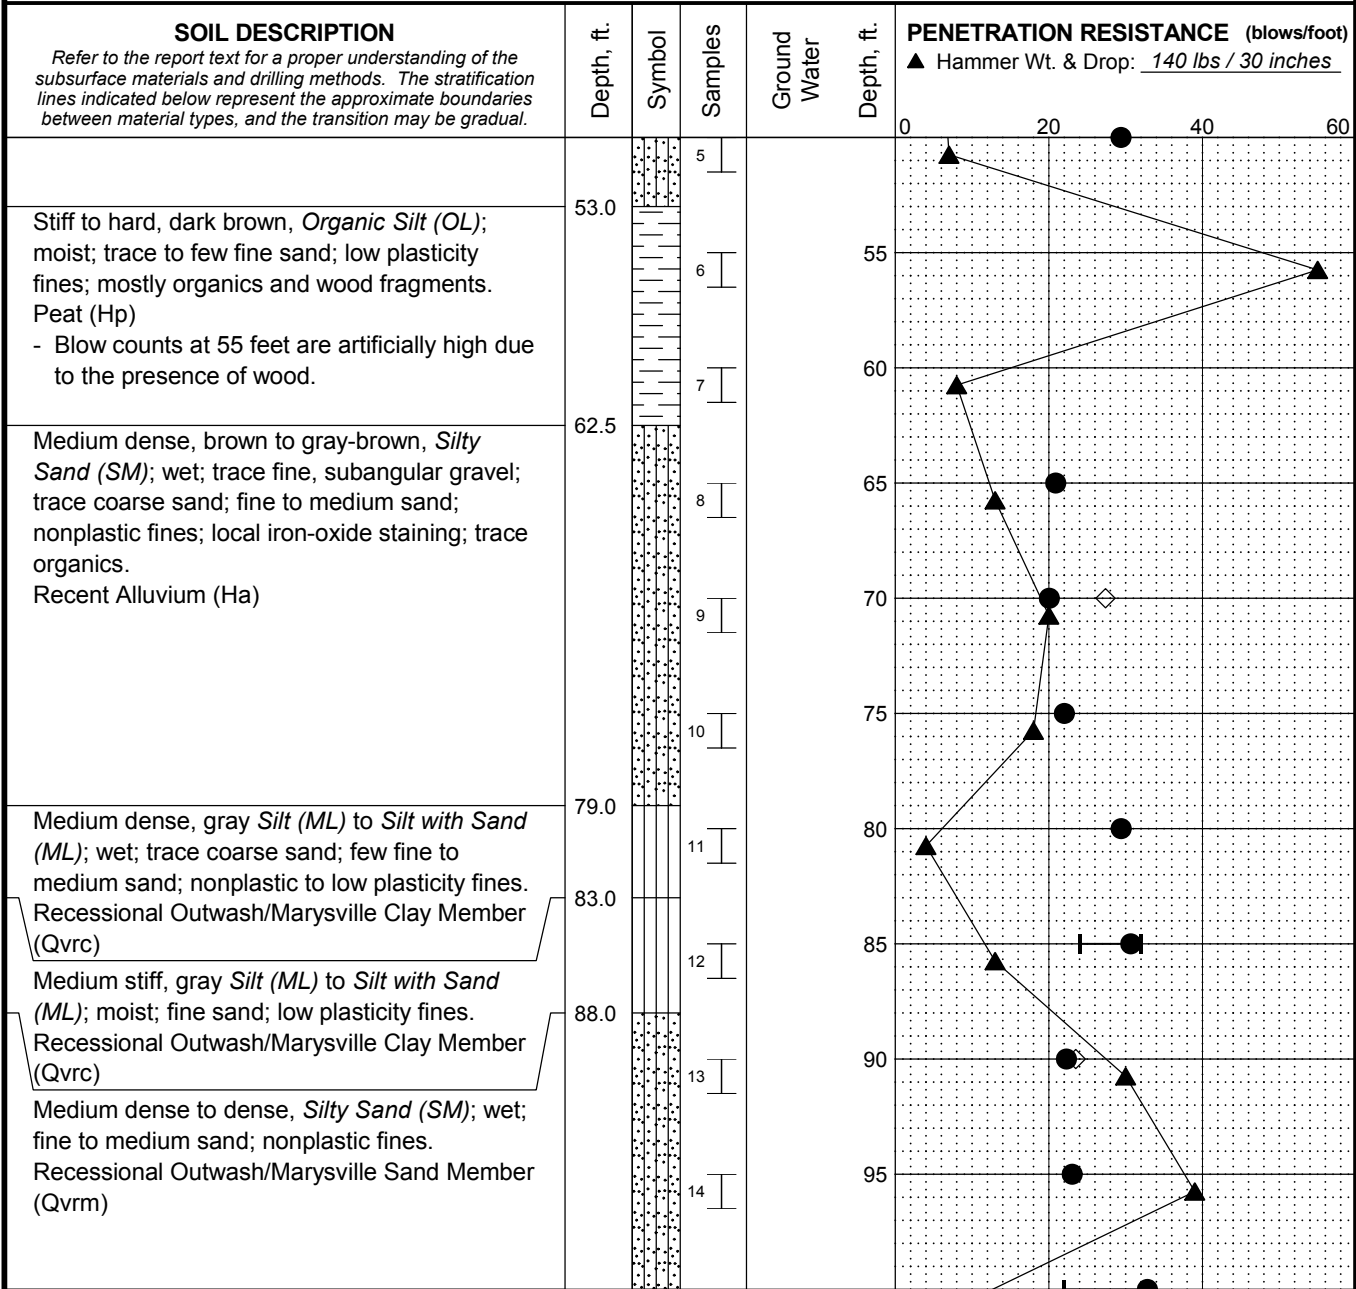 SOIL DESCRIPTION
Refer to the report text for a proper understanding of the
subsurface materials and drilling methods. The stratification
lines indicated below represent the approximate boundaries
between material types, and the transition may be gradual.
Depth, ft.
Symbol
Samples
Ground
Water
Depth, ft.
PENETRATION RESISTANCE (blows/foot)
▲ Hammer Wt. & Drop: 140 lbs / 30 inches
0 20 40 60
Stiff to hard, dark brown, Organic Silt (OL);
moist; trace to few fine sand; low plasticity
fines; mostly organics and wood fragments.
Peat (Hp)
- Blow counts at 55 feet are artificially high due
to the presence of wood.
Medium dense, brown to gray-brown, Silty
Sand (SM); wet; trace fine, subangular gravel;
trace coarse sand; fine to medium sand;
nonplastic fines; local iron-oxide staining; trace
organics.
Recent Alluvium (Ha)
Medium dense, gray Silt (ML) to Silt with Sand
(ML); wet; trace coarse sand; few fine to
medium sand; nonplastic to low plasticity fines.
Recessional Outwash/Marysville Clay Member
(Qvrc)
Medium stiff, gray Silt (ML) to Silt with Sand
(ML); moist; fine sand; low plasticity fines.
Recessional Outwash/Marysville Clay Member
(Qvrc)
Medium dense to dense, Silty Sand (SM); wet;
fine to medium sand; nonplastic fines.
Recessional Outwash/Marysville Sand Member
(Qvrm)
53.0
62.5
79.0
83.0
88.0
5
6
7
8
9
10
11
12
13
14
55
60
65
70
75
80
85
90
95